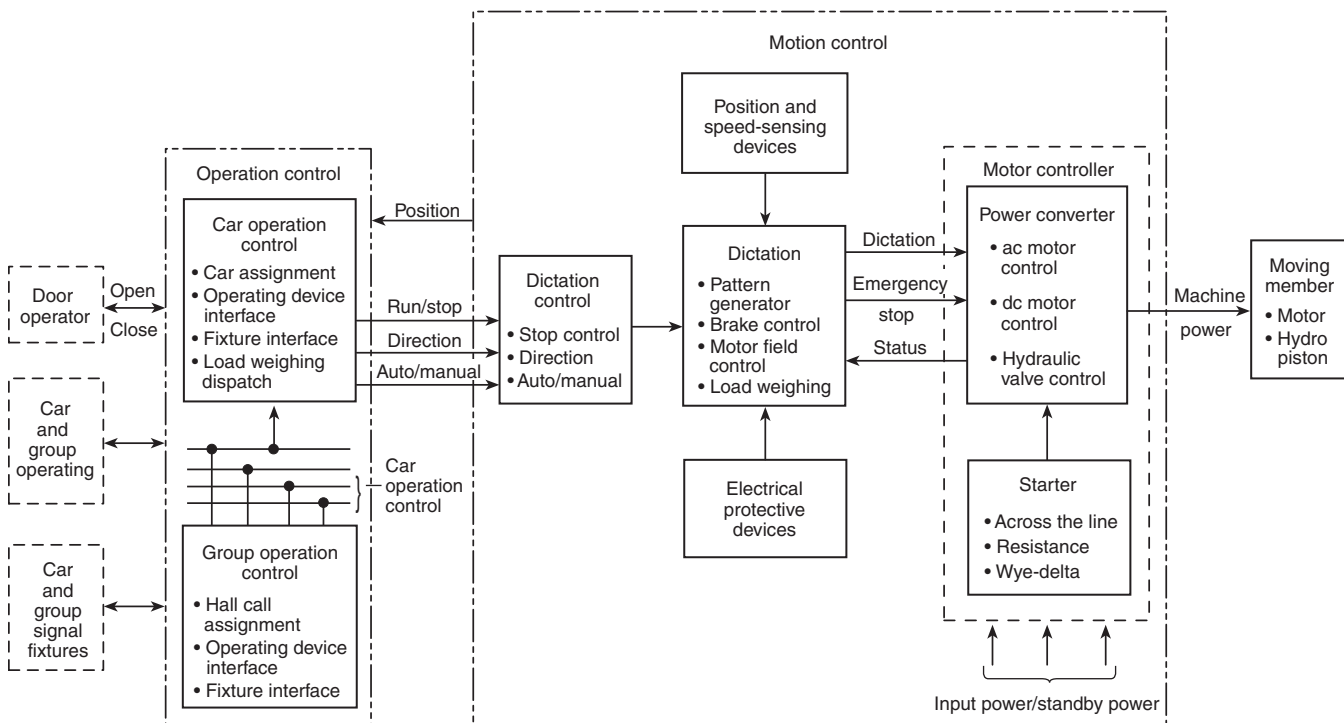 Motion control
Position and
speed-sensing
devices
Operation control
Motor controller
Position
Car operation
control
• Car assignment
• Operating device
interface
• Fixture interface
• Load weighing
dispatch
Door
operator
Open
Close
Run/stop
Direction
Auto/manual
Dictation
control
• Stop control
• Direction
• Auto/manual
Dictation
• Pattern
generator
• Brake control
• Motor field
control
• Load weighing
Dictation
Emergency
stop
Status
Power converter
• ac motor
control
• dc motor
control
• Hydraulic
valve control
Machine
power
Moving
member
• Motor
• Hydro
piston
Car
and
group
operating
Car
operation
control
Electrical
protective
devices
Starter
• Across the line
• Resistance
• Wye-delta
Car
and
group
signal
fixtures
Group operation
control
• Hall call
assignment
• Operating device
interface
• Fixture interface
Input power/standby power